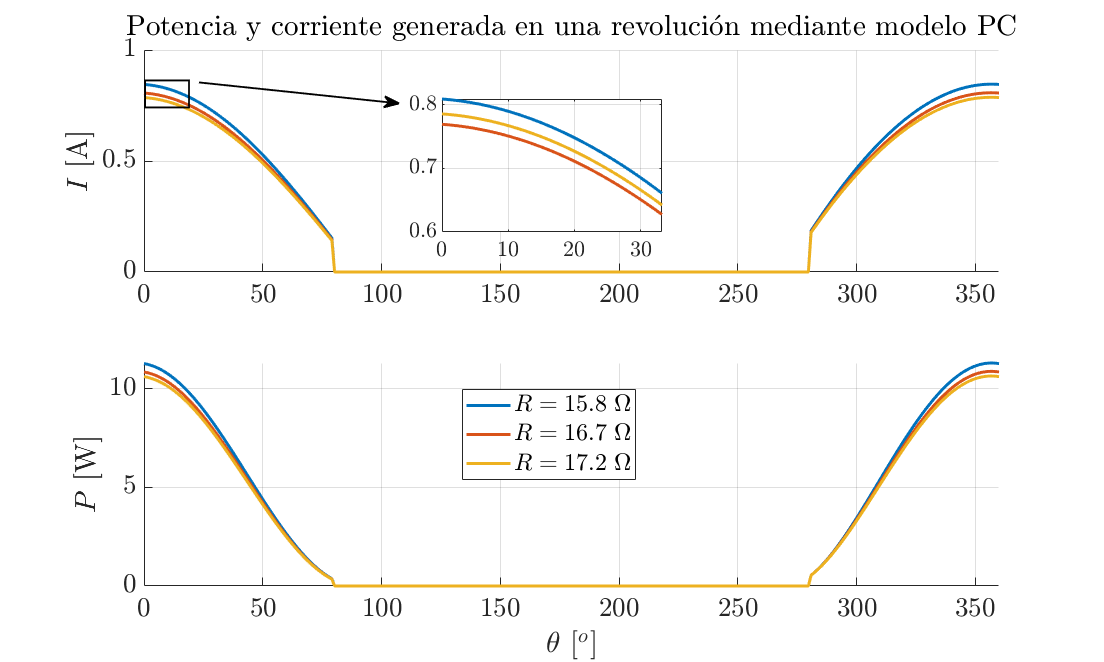 Potencia y corriente generada en una revolución mediante modelo PC
1
0.5
0
I [A]
0.8
0.7
0.6
0 10 20 30
0 50 100 150 200 250 300 350
10
5
0
P [W]
R = 15.8 Ω
R = 16.7 Ω
R = 17.2 Ω
0 50 100 150 200 250 300 350
θ [º]